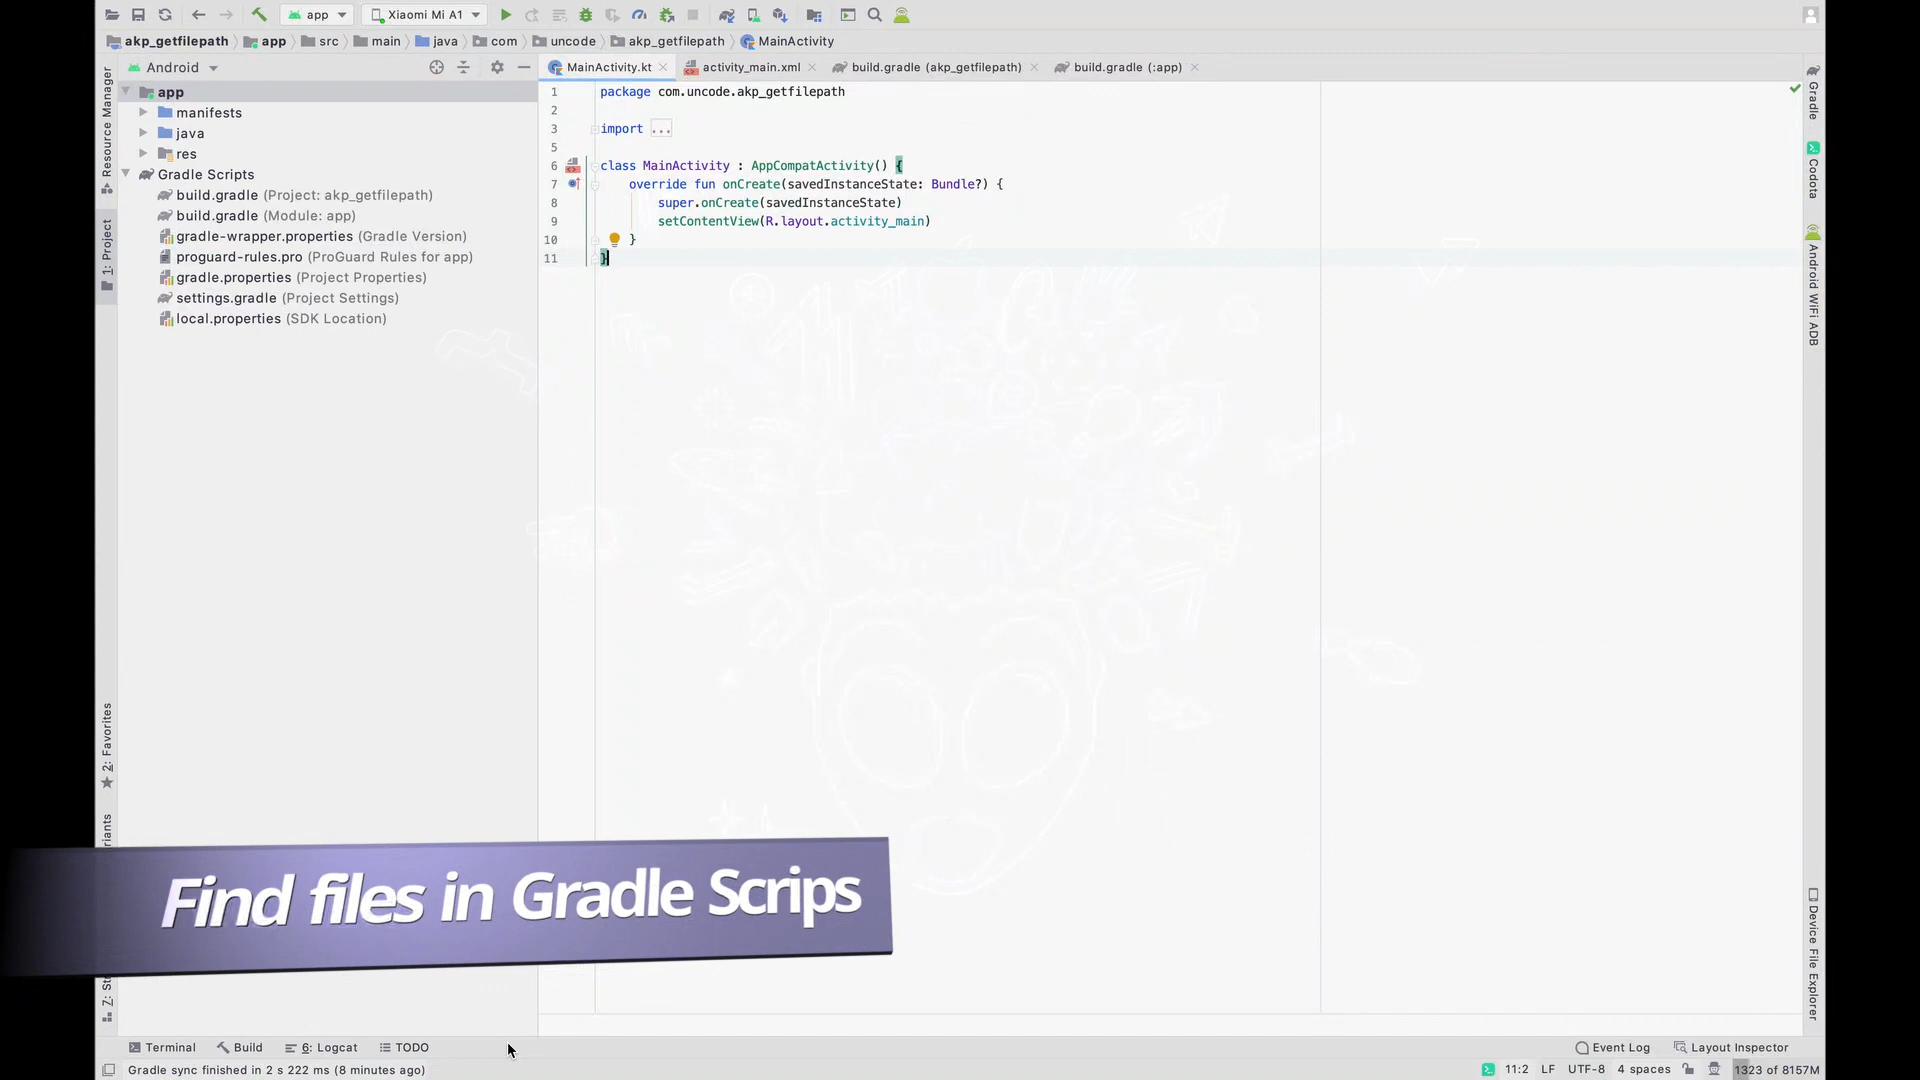 app
Xiaomi Mi A1
akp_getfilepath
app
src
main
java
com
uncode
akp_getfilepath
MainActivity
Android
MainActivity.kt
activity_main.xml
build.gradle (akp_getfilepath)
build.gradle (:app)
Resource Manager
1: Project
2: Favorites
app
manifests
java
res
Gradle Scripts
build.gradle (Project: akp_getfilepath)
build.gradle (Module: app)
gradle-wrapper.properties (Gradle Version)
proguard-rules.pro (ProGuard Rules for app)
gradle.properties (Project Properties)
settings.gradle (Project Settings)
local.properties (SDK Location)
1 package com.uncode.akp_getfilepath
2
3 import ...
5
6 class MainActivity : AppCompatActivity() {
7 override fun onCreate(savedInstanceState: Bundle?) {
8 super.onCreate(savedInstanceState)
9 setContentView(R.layout.activity_main)
10 }
11 }
Gradle
Codota
Android WiFi ADB
Device File Explorer
Find files in Gradle Scrips
Terminal
Build
6: Logcat
TODO
Event Log
Layout Inspector
Gradle sync finished in 2 s 222 ms (8 minutes ago)
11:2
LF
UTF-8
4 spaces
1323 of 8157M